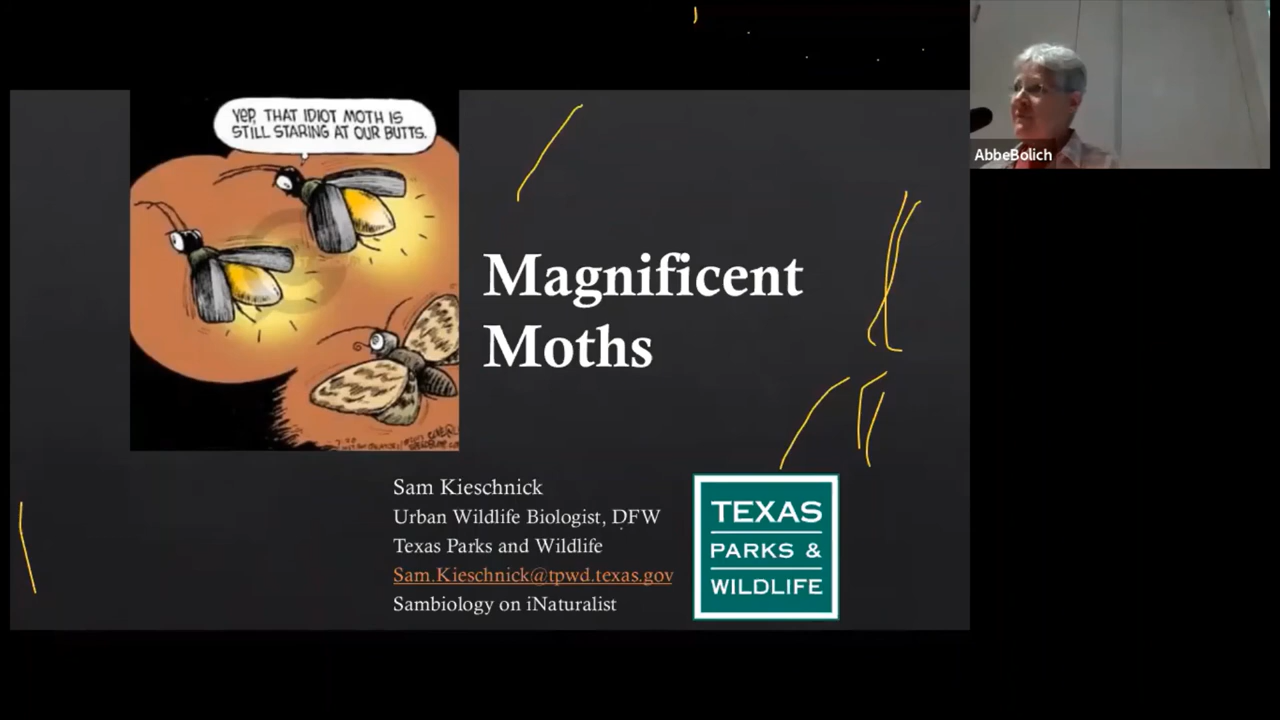 YEP, THAT IDIOT MOTH IS
STILL STARING AT OUR BUTTS.
AbbeBolich
Magnificent
Moths
Sam Kieschnick
Urban Wildlife Biologist, DFW
Texas Parks and Wildlife
Sam.Kieschnick@tpwd.texas.gov
Sambiology on iNaturalist
TEXAS
PARKS &
WILDLIFE